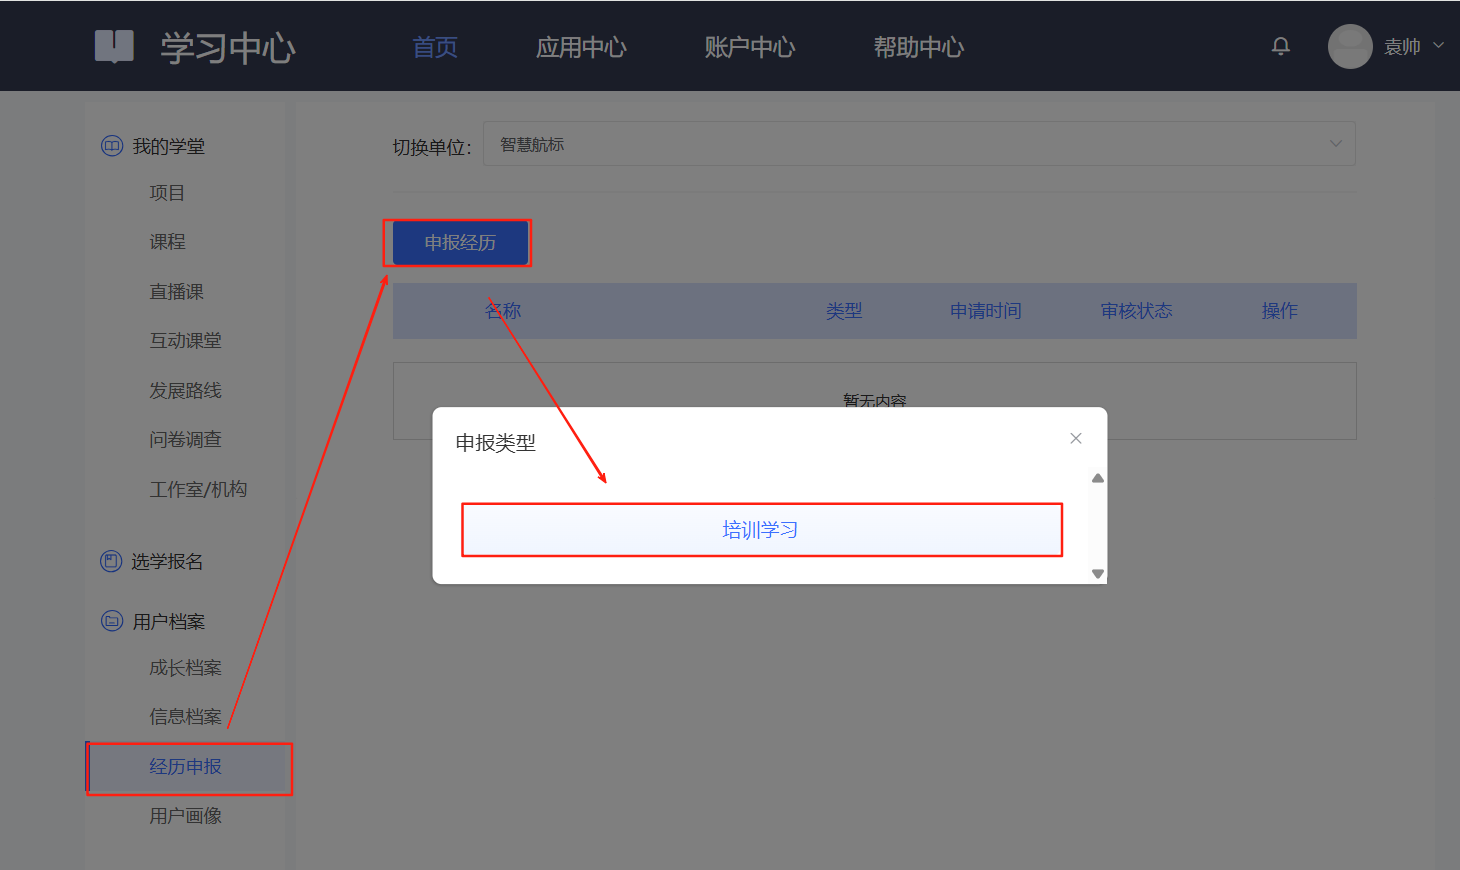 学习中心
首页
应用中心
账户中心
帮助中心
袁帅
我的学堂
项目
课程
直播课
互动课堂
发展路线
问卷调查
工作室/机构
选学报名
用户档案
成长档案
信息档案
经历申报
用户画像
切换单位：
智慧航标
申报经历
名称
类型
申请时间
审核状态
操作
暂无内容
申报类型
培训学习